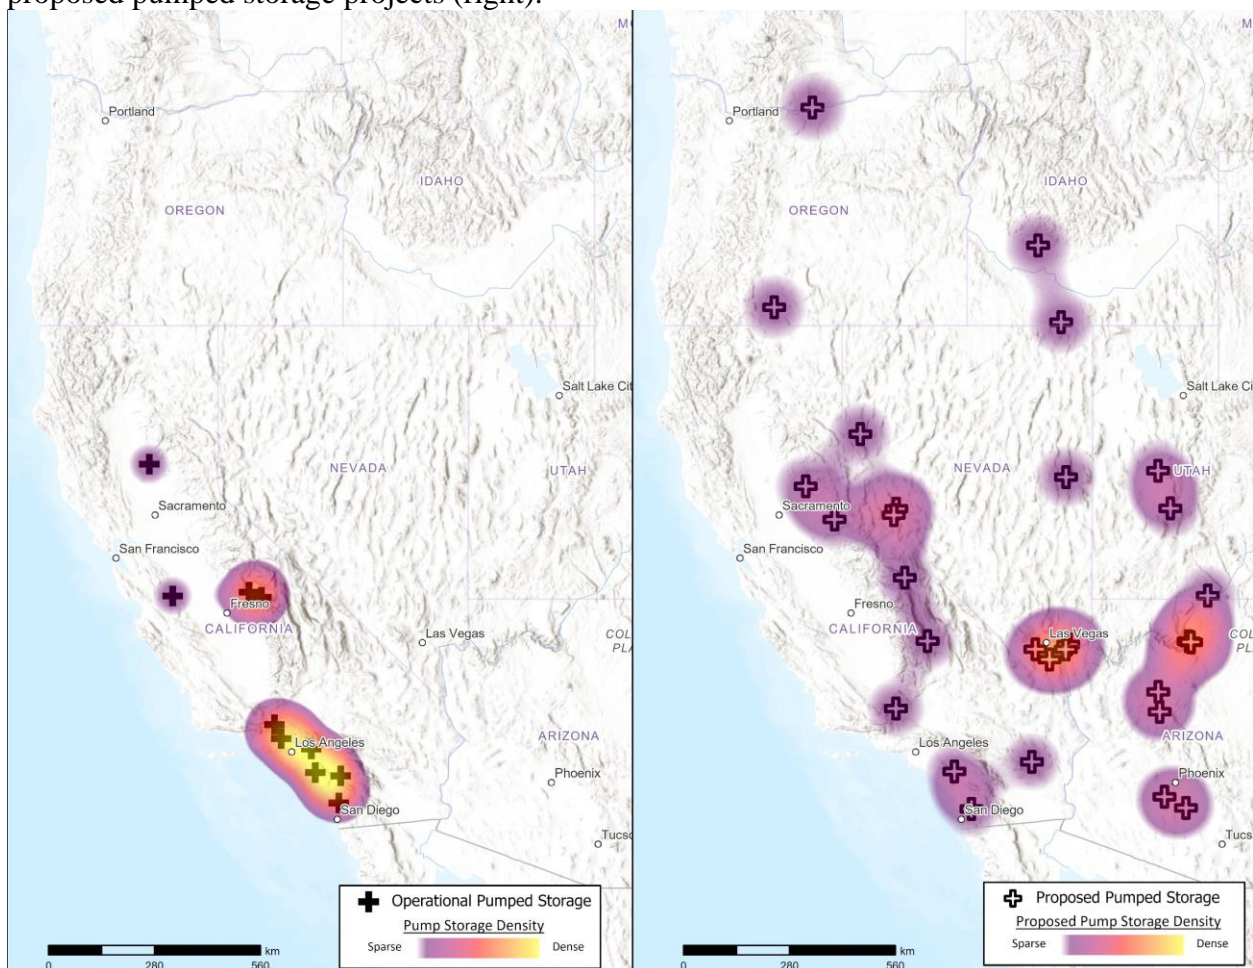 proposed pumped storage projects (right).
Portland
IDAHO
OREGON
Salt Lake Cit
NEVADA
UTAH
Sacramento
San Francisco
Fresno
CALIFORNIA
Las Vegas
COL
PLA
Los Angeles
ARIZONA
Phoenix
San Diego
Tucs
Operational Pumped Storage
Pump Storage Density
Sparse
Dense
km
0
280
560
Portland
IDAHO
OREGON
Salt Lake C
NEVADA
UTAH
Sacramento
San Francisco
Fresno
CALIFORNIA
Las Vegas
COL
PL
Los Angeles
ARIZONA
Phoenix
San Diego
Tucs
Proposed Pumped Storage
Proposed Pump Storage Density
Sparse
Dense
km
0
280
560